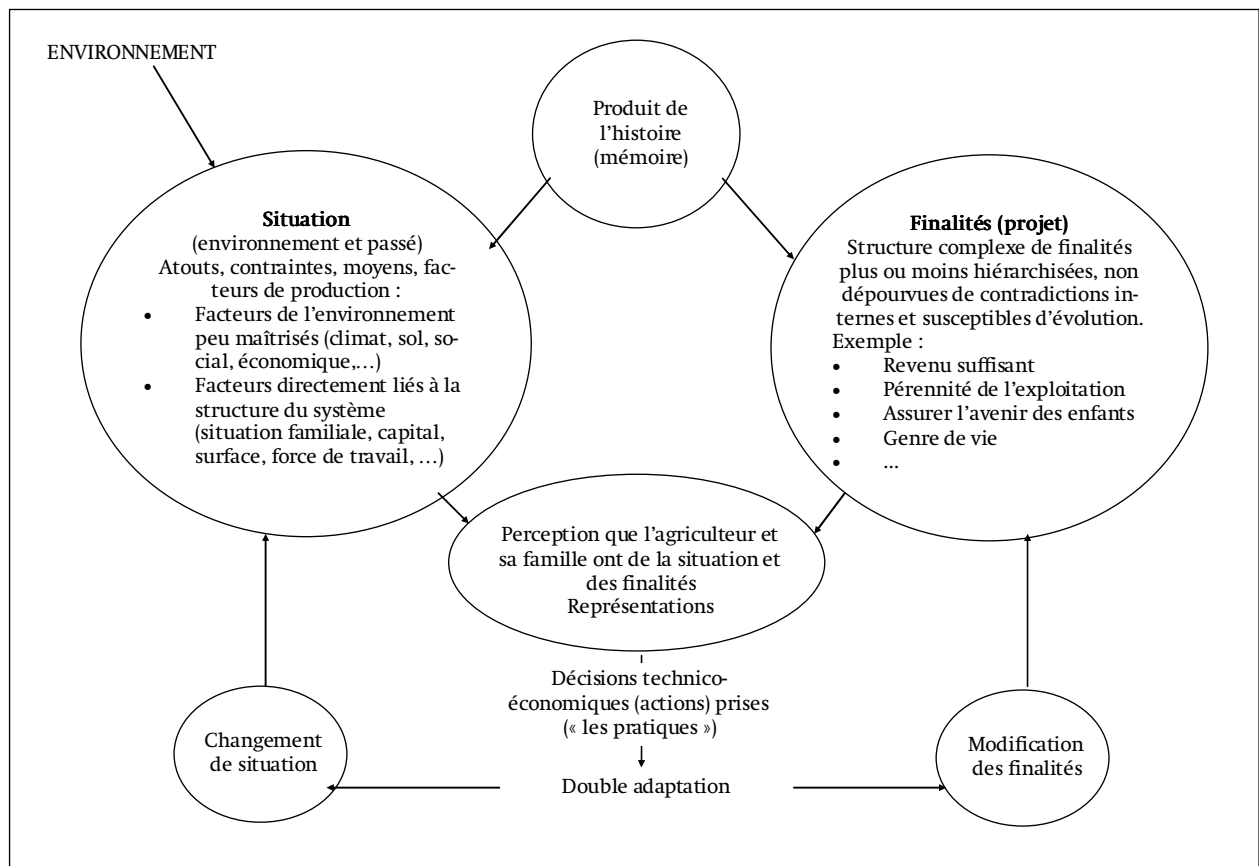 ENVIRONNEMENT
Produit de
l’histoire
(mémoire)
Situation
(environnement et passé)
Atouts, contraintes, moyens, fac-
teurs de production :
• Facteurs de l’environnement
peu maîtrisés (climat, sol, so-
cial, économique,…)
• Facteurs directement liés à la
structure du système
(situation familiale, capital,
surface, force de travail, …)
Finalités (projet)
Structure complexe de finalités
plus ou moins hiérarchisées, non
dépourvues de contradictions in-
ternes et susceptibles d’évolution.
Exemple :
• Revenu suffisant
• Pérennité de l’exploitation
• Assurer l’avenir des enfants
• Genre de vie
• ...
Perception que l’agriculteur et
sa famille ont de la situation et
des finalités
Représentations
Décisions technico-
économiques (actions) prises
(« les pratiques »)
Changement
de situation
Double adaptation
Modification
des finalités